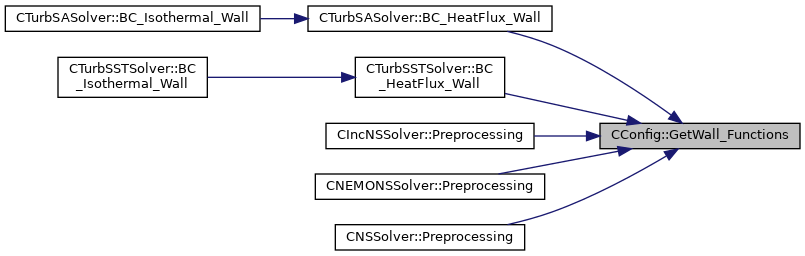 CTurbSASolver::BC_Isothermal_Wall
CTurbSASolver::BC_HeatFlux_Wall
CTurbSSTSolver::BC
_Isothermal_Wall
CTurbSSTSolver::BC
_HeatFlux_Wall
CIncNSSolver::Preprocessing
CConfig::GetWall_Functions
CNEMONSSolver::Preprocessing
CNSSolver::Preprocessing